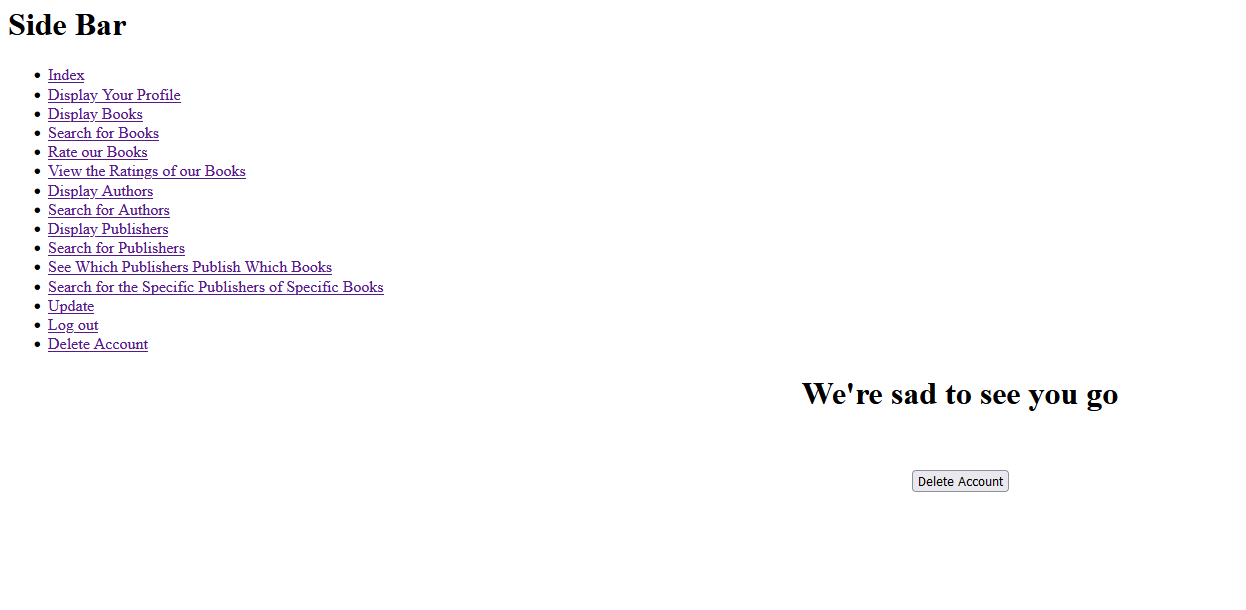 Side Bar
Index
Display Your Profile
Display Books
Search for Books
Rate our Books
View the Ratings of our Books
Display Authors
Search for Authors
Display Publishers
Search for Publishers
See Which Publishers Publish Which Books
Search for the Specific Publishers of Specific Books
Update
Log out
Delete Account
We're sad to see you go
Delete Account